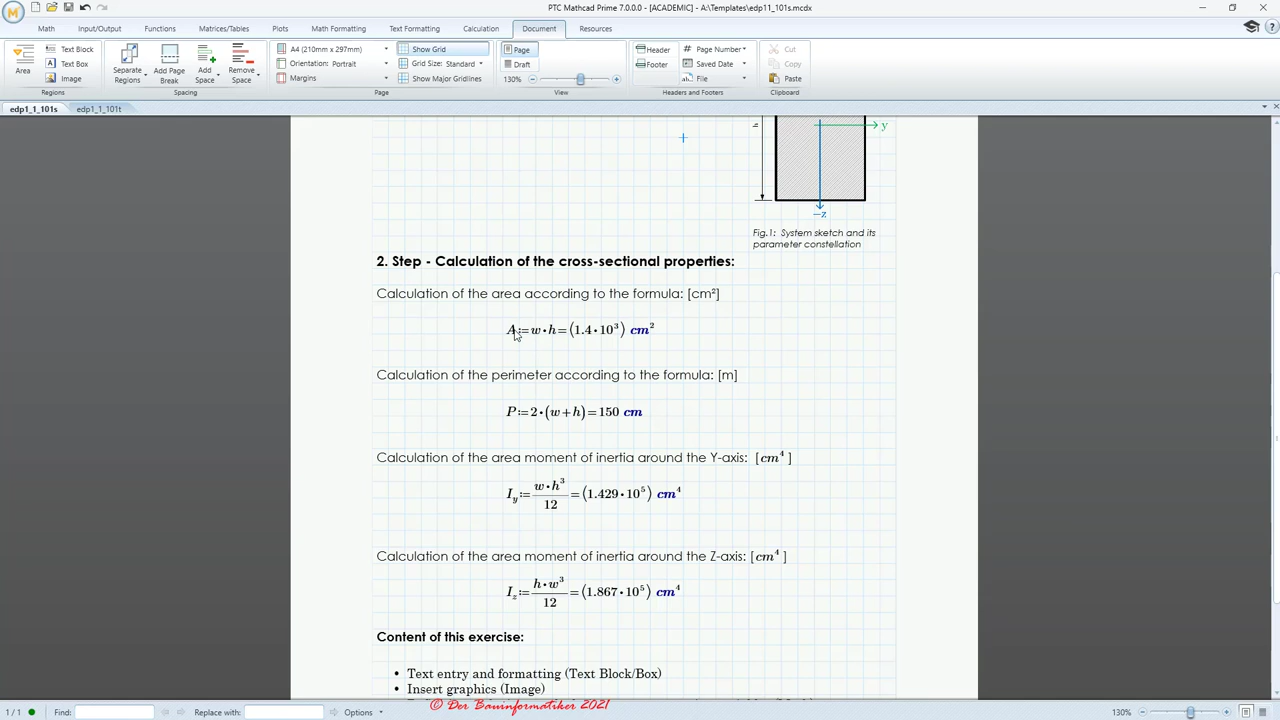 PTC Mathcad Prime 7.0.0.0 - [ACADEMIC] - A:\Templates\edp11_101s.mcdx
Math Input/Output Functions Matrices/Tables Plots Math Formatting Text Formatting Calculation Document Resources
Area
Text Block
Text Box
Image
Regions
Separate Regions
Add Page Break
Add Space
Remove Space
Spacing
A4 (210mm x 297mm)
Orientation: Portrait
Margins
Show Grid
Grid Size: Standard
Show Major Gridlines
Page
Page
Draft
130%
View
Header
Footer
Page Number
Saved Date
File
Headers and Footers
Cut
Copy
Paste
Clipboard
edp1_1_101s edp1_1_101t
h
y
−z
Fig.1: System sketch and its
parameter constellation
2. Step - Calculation of the cross-sectional properties:
Calculation of the area according to the formula: [cm²]
A:=w·h=(1.4·10³) cm²
Calculation of the perimeter according to the formula: [m]
P:=2·(w+h)=150 cm
Calculation of the area moment of inertia around the Y-axis: [cm⁴]
I_y:=w·h³/12=(1.429·10⁵) cm⁴
Calculation of the area moment of inertia around the Z-axis: [cm⁴]
I_z:=h·w³/12=(1.867·10⁵) cm⁴
Content of this exercise:
• Text entry and formatting (Text Block/Box)
• Insert graphics (Image)
© Der Bauinformatiker 2021
1 / 1 Find: Replace with: Options 130%